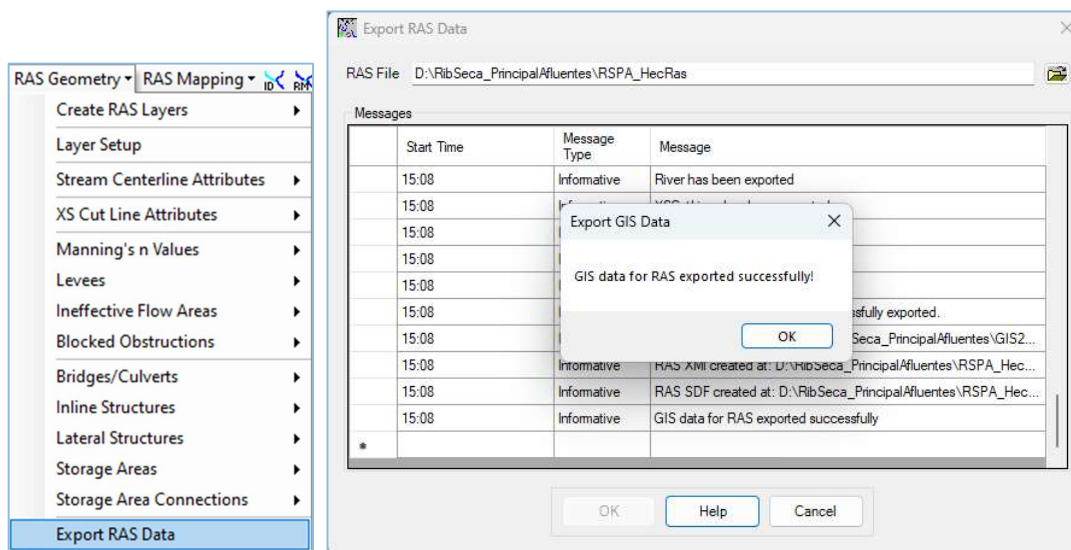 RAS Geometry RAS Mapping ID RM
Create RAS Layers
Layer Setup
Stream Centerline Attributes
XS Cut Line Attributes
Manning's n Values
Levees
Ineffective Flow Areas
Blocked Obstructions
Bridges/Culverts
Inline Structures
Lateral Structures
Storage Areas
Storage Area Connections
Export RAS Data
Export RAS Data
RAS File D:\RibSeca_PrincipalAfluentes\RSPA_HecRas
Messages
Start Time Message Type Message
15:08 Informative River has been exported
15:08
15:08
15:08
15:08
15:08 exported.
15:08 Seca_PrincipalAfluentes\GIS2...
15:08 Informative RAS XMl created at: D:\RibSeca_PrincipalAfluentes\RSPA_Hec...
15:08 Informative RAS SDF created at: D:\RibSeca_PrincipalAfluentes\RSPA_Hec...
15:08 Informative GIS data for RAS exported successfully
*
Export GIS Data
GIS data for RAS exported successfully!
OK
OK Help Cancel